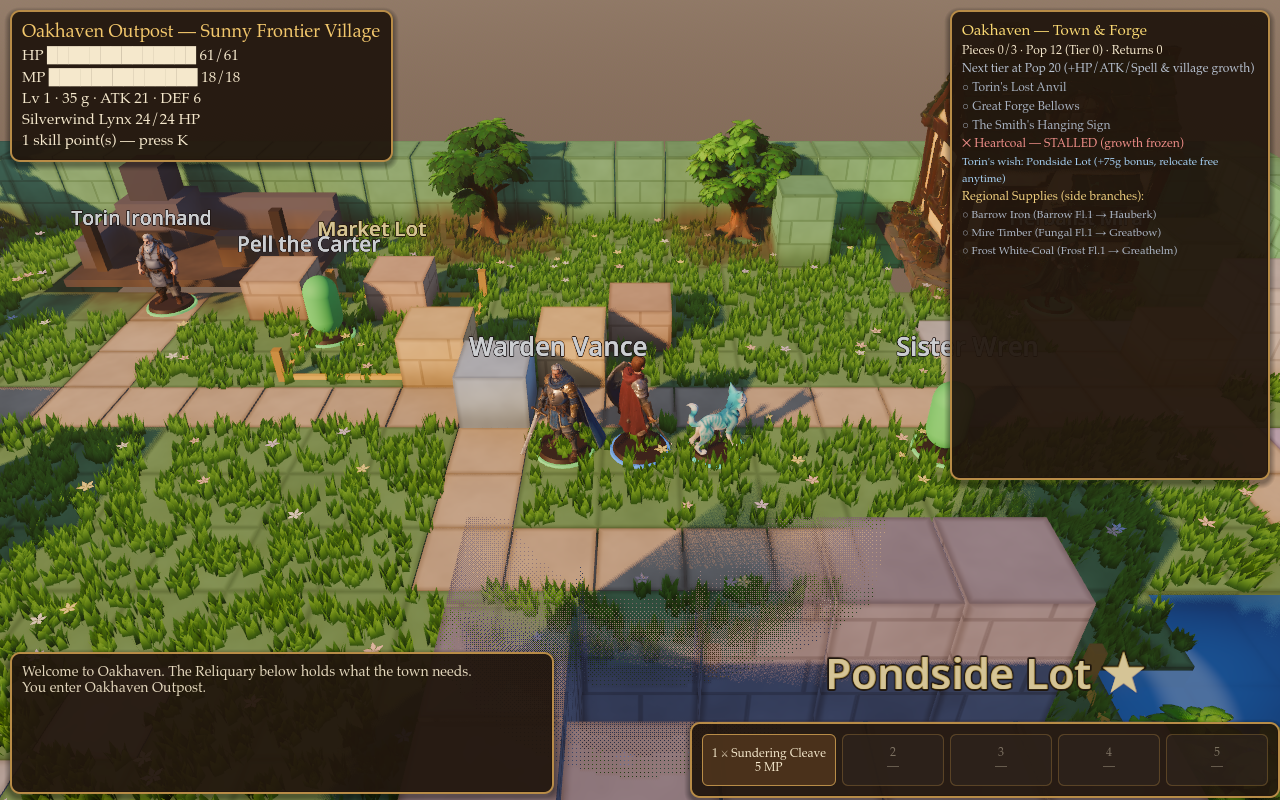 Oakhaven Outpost — Sunny Frontier Village
HP 61/61
MP 18/18
Lv 1 · 35 g · ATK 21 · DEF 6
Silverwind Lynx 24/24 HP
1 skill point(s) — press K
Oakhaven — Town & Forge
Pieces 0/3 · Pop 12 (Tier 0) · Returns 0
Next tier at Pop 20 (+HP/ATK/Spell & village growth)
○ Torin's Lost Anvil
○ Great Forge Bellows
○ The Smith's Hanging Sign
✕ Heartcoal — STALLED (growth frozen)
Torin's wish: Pondside Lot (+75g bonus, relocate free
anytime)
Regional Supplies (side branches):
○ Barrow Iron (Barrow Fl.1 → Hauberk)
○ Mire Timber (Fungal Fl.1 → Greatbow)
○ Frost White-Coal (Frost Fl.1 → Greathelm)
Torin Ironhand
Market Lot
Pell the Carter
Warden Vance
Sister Wren
Pondside Lot ★
Welcome to Oakhaven. The Reliquary below holds what the town needs.
You enter Oakhaven Outpost.
1 ⚔ Sundering Cleave
5 MP
2
—
3
—
4
—
5
—